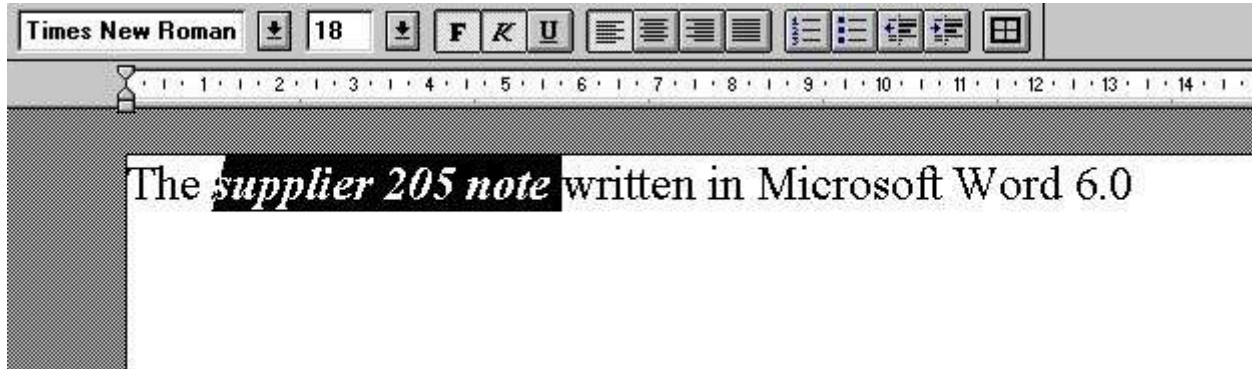 Times New Roman 18 F K U
1 2 3 4 5 6 7 8 9 10 11 12 13 14
The supplier 205 note written in Microsoft Word 6.0